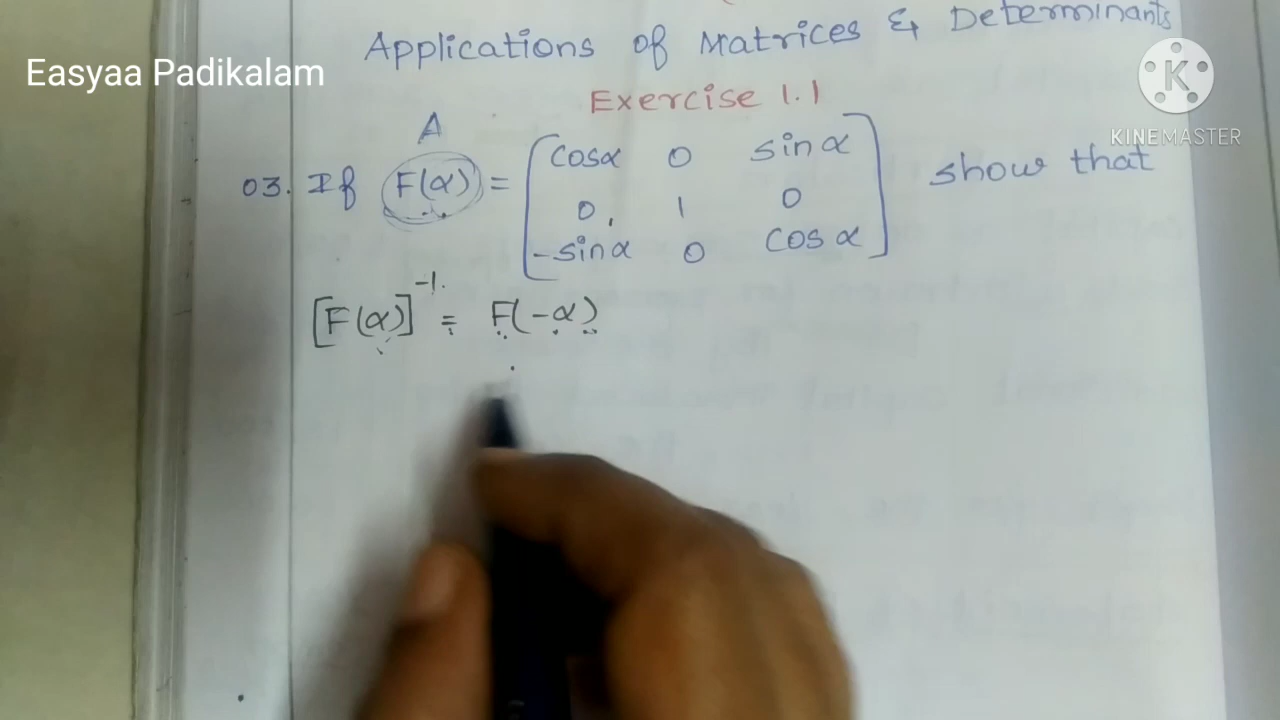 Applications of Matrices & Determinants
Easyaa Padikalam
K
KINEMASTER
Exercise 1.1
A
03. If F(α) = [cosα 0 sinα
0, 1 0
-sinα 0 cosα] show that
[F(α)]⁻¹ = F(-α)